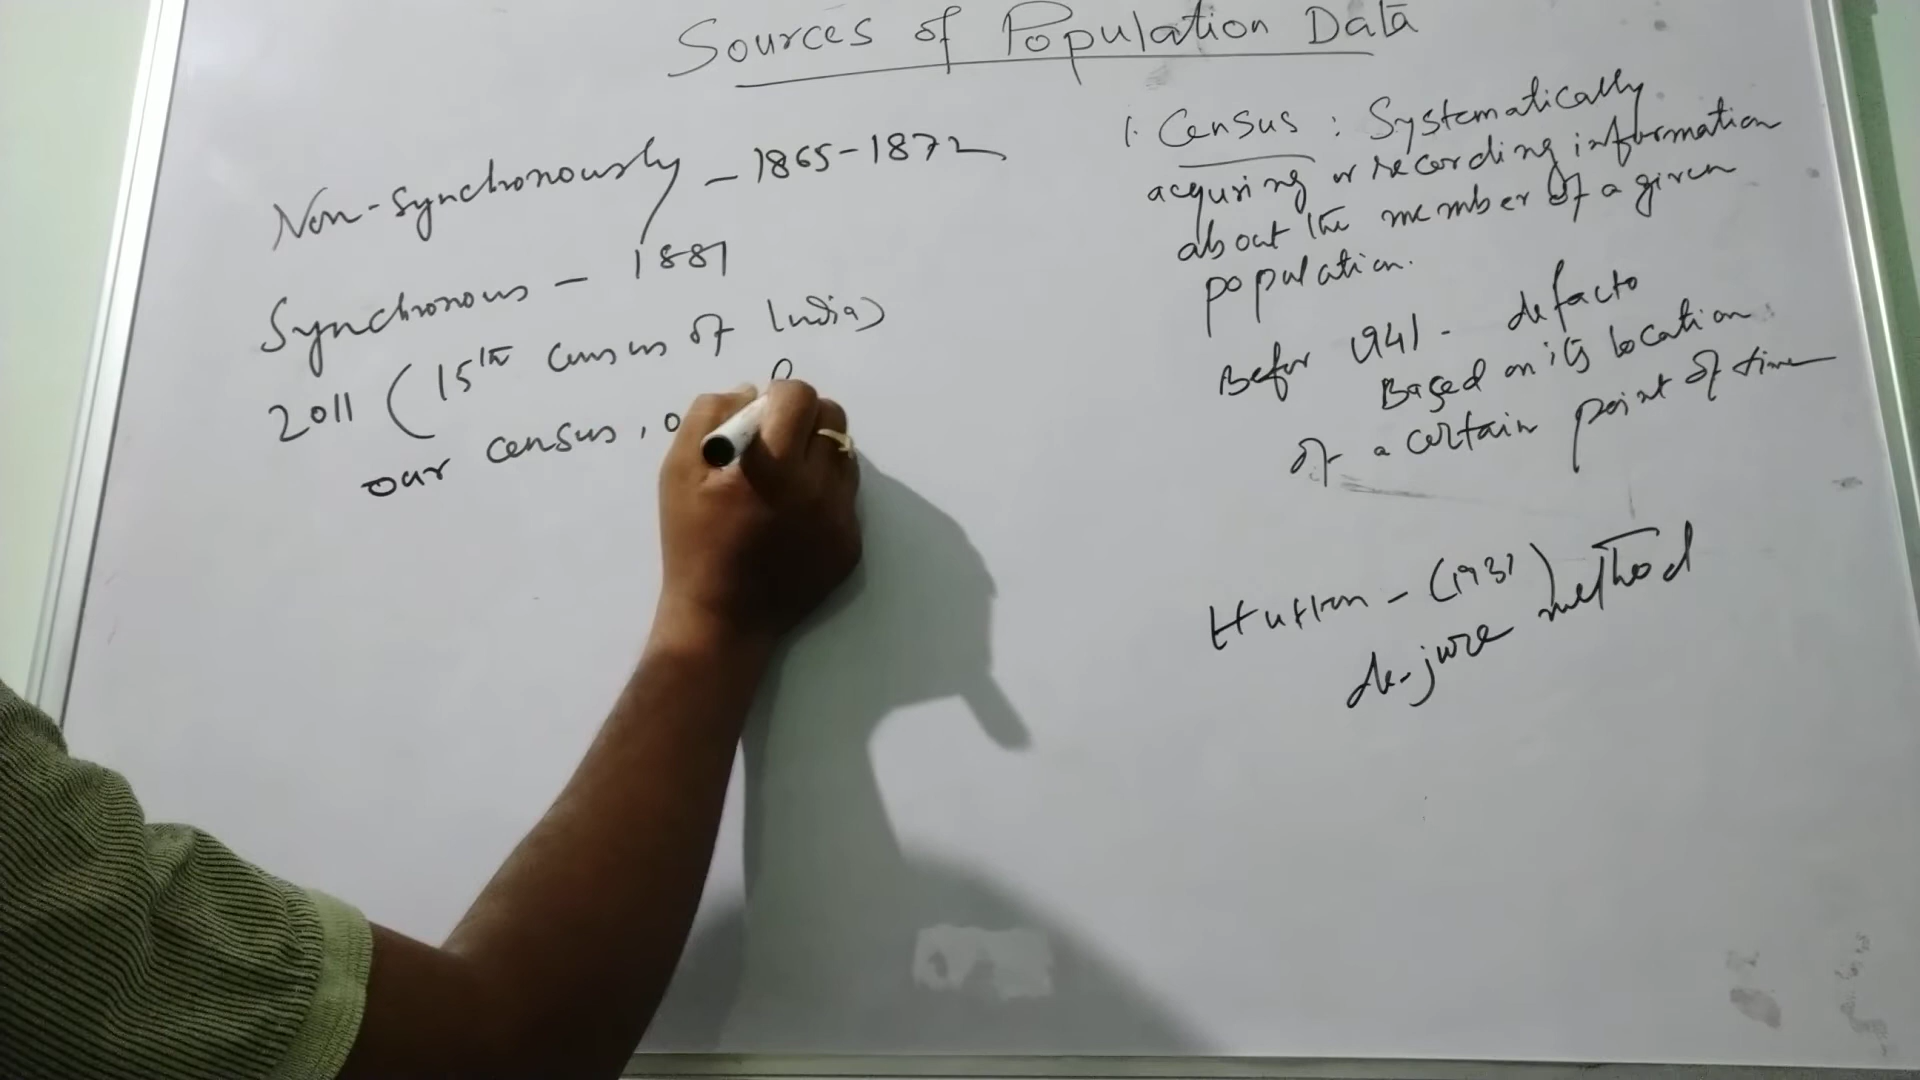 Sources of Population Data
Non-Synchronously - 1865-1872
Synchronous - 1881
2011 (15th census of India)
our census, o
1. Census : Systematically
acquring or recording information
about the member of a given
population.
Befor 1941 - defacto
Based on its location
of a certain point of time
Hutton - (1931)
de-jure method